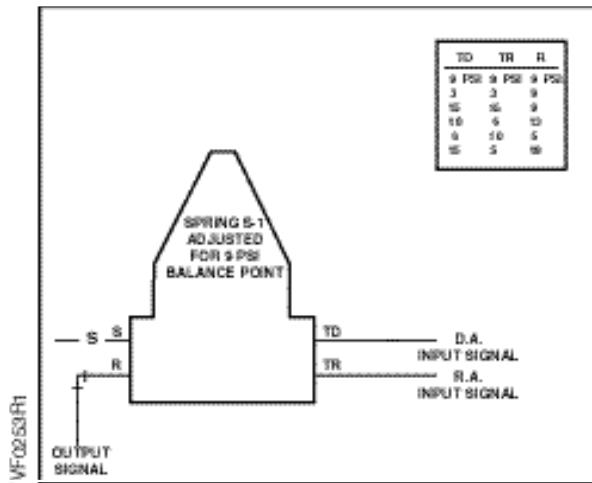 TD TR R
9 PSI 9 PSI 9 PSI
3 3 9
15 15 9
10 6 13
6 10 5
15 5
SPRING S-1
ADJUSTED
FOR 9 PSI
BALANCE POINT
S S
TD
D.A.
INPUT SIGNAL
R
TR
R.A.
INPUT SIGNAL
OUTPUT
SIGNAL
VF0253R1